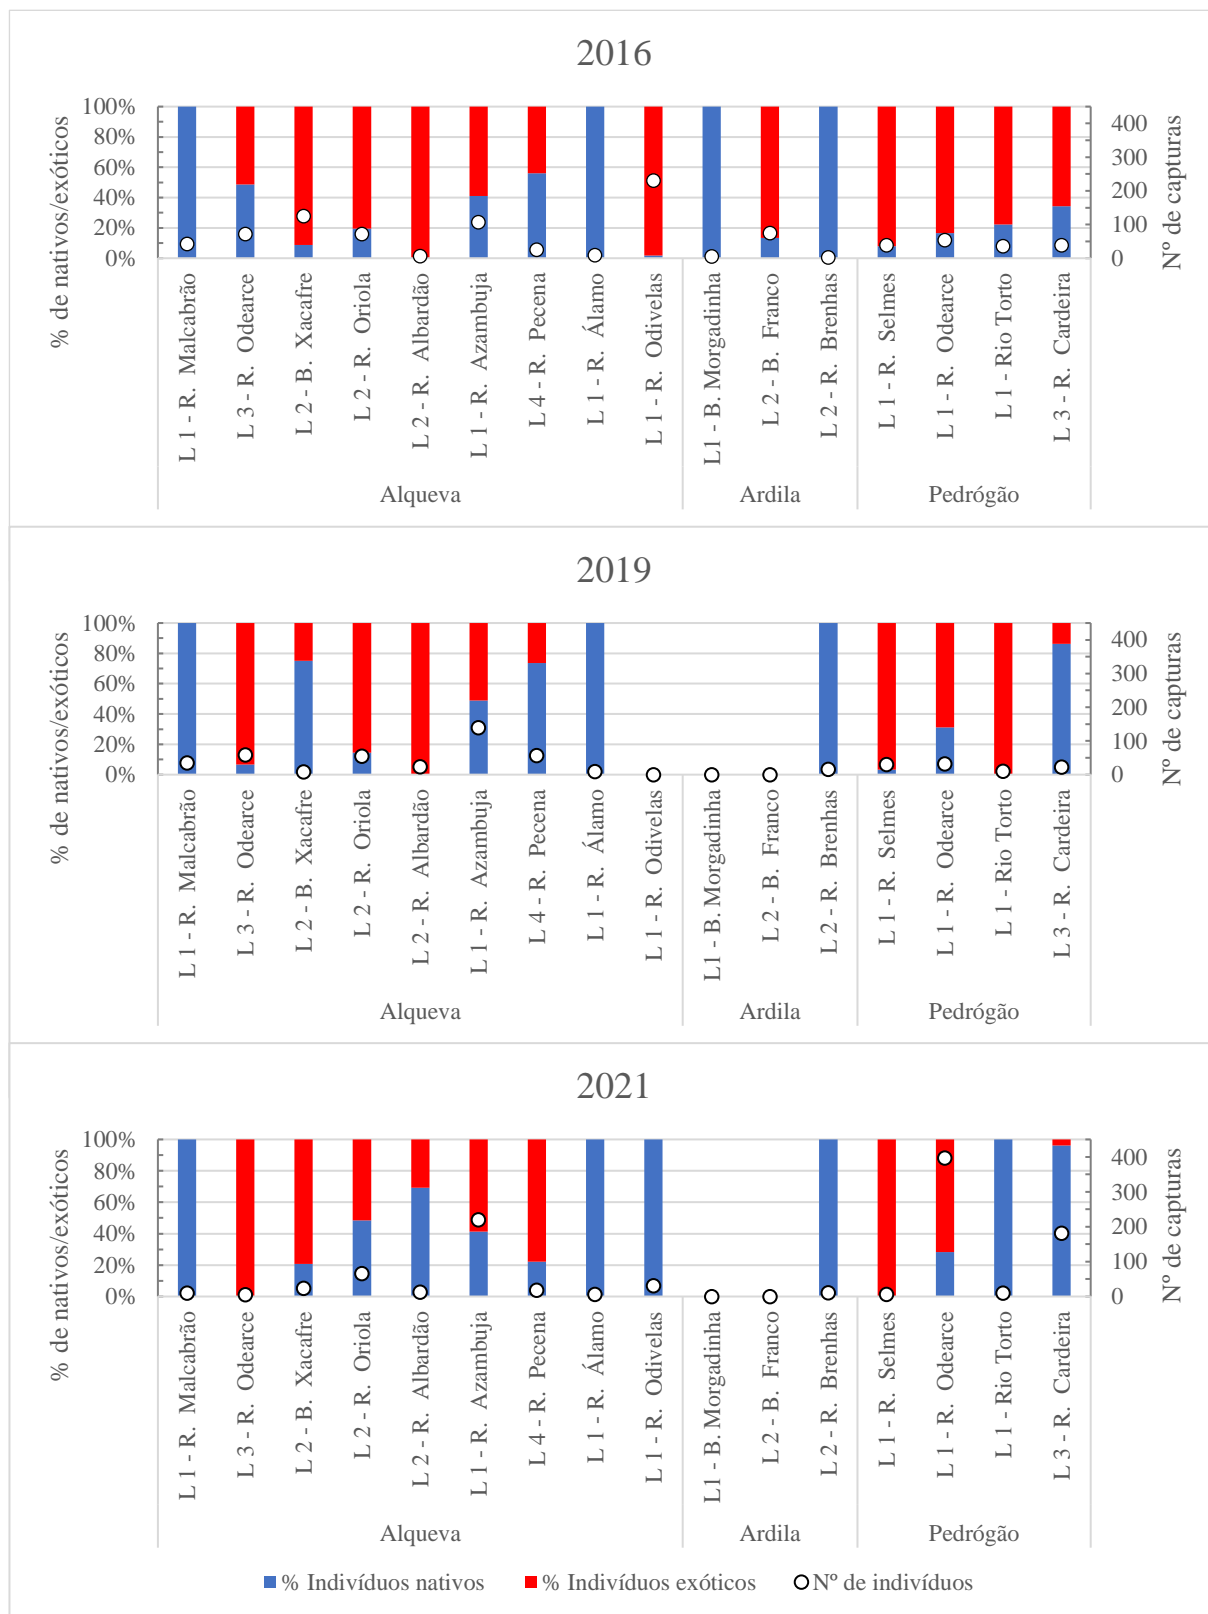 2016
% de nativos/exóticos
100%
80%
60%
40%
20%
0%
400
300
200
100
0
Nº de capturas
L 1 - R. Malcabrão
L 3 - R. Odearce
L 2 - B. Xacafre
L 2 - R. Oriola
L 2 - R. Albardão
L 1 - R. Azambuja
L 4 - R. Pecena
L 1 - R. Álamo
L 1 - R. Odivelas
L1 - B. Morgadinha
L 2 - B. Franco
L 2 - R. Brenhas
L 1 - R. Selmes
L 1 - R. Odearce
L 1 - Rio Torto
L 3 - R. Cardeira
Alqueva
Ardila
Pedrógão
2019
% de nativos/exóticos
100%
80%
60%
40%
20%
0%
400
300
200
100
0
Nº de capturas
L 1 - R. Malcabrão
L 3 - R. Odearce
L 2 - B. Xacafre
L 2 - R. Oriola
L 2 - R. Albardão
L 1 - R. Azambuja
L 4 - R. Pecena
L 1 - R. Álamo
L 1 - R. Odivelas
L1 - B. Morgadinha
L 2 - B. Franco
L 2 - R. Brenhas
L 1 - R. Selmes
L 1 - R. Odearce
L 1 - Rio Torto
L 3 - R. Cardeira
Alqueva
Ardila
Pedrógão
2021
% de nativos/exóticos
100%
80%
60%
40%
20%
0%
400
300
200
100
0
Nº de capturas
L 1 - R. Malcabrão
L 3 - R. Odearce
L 2 - B. Xacafre
L 2 - R. Oriola
L 2 - R. Albardão
L 1 - R. Azambuja
L 4 - R. Pecena
L 1 - R. Álamo
L 1 - R. Odivelas
L1 - B. Morgadinha
L 2 - B. Franco
L 2 - R. Brenhas
L 1 - R. Selmes
L 1 - R. Odearce
L 1 - Rio Torto
L 3 - R. Cardeira
Alqueva
Ardila
Pedrógão
% Indivíduos nativos
% Indivíduos exóticos
Nº de indivíduos